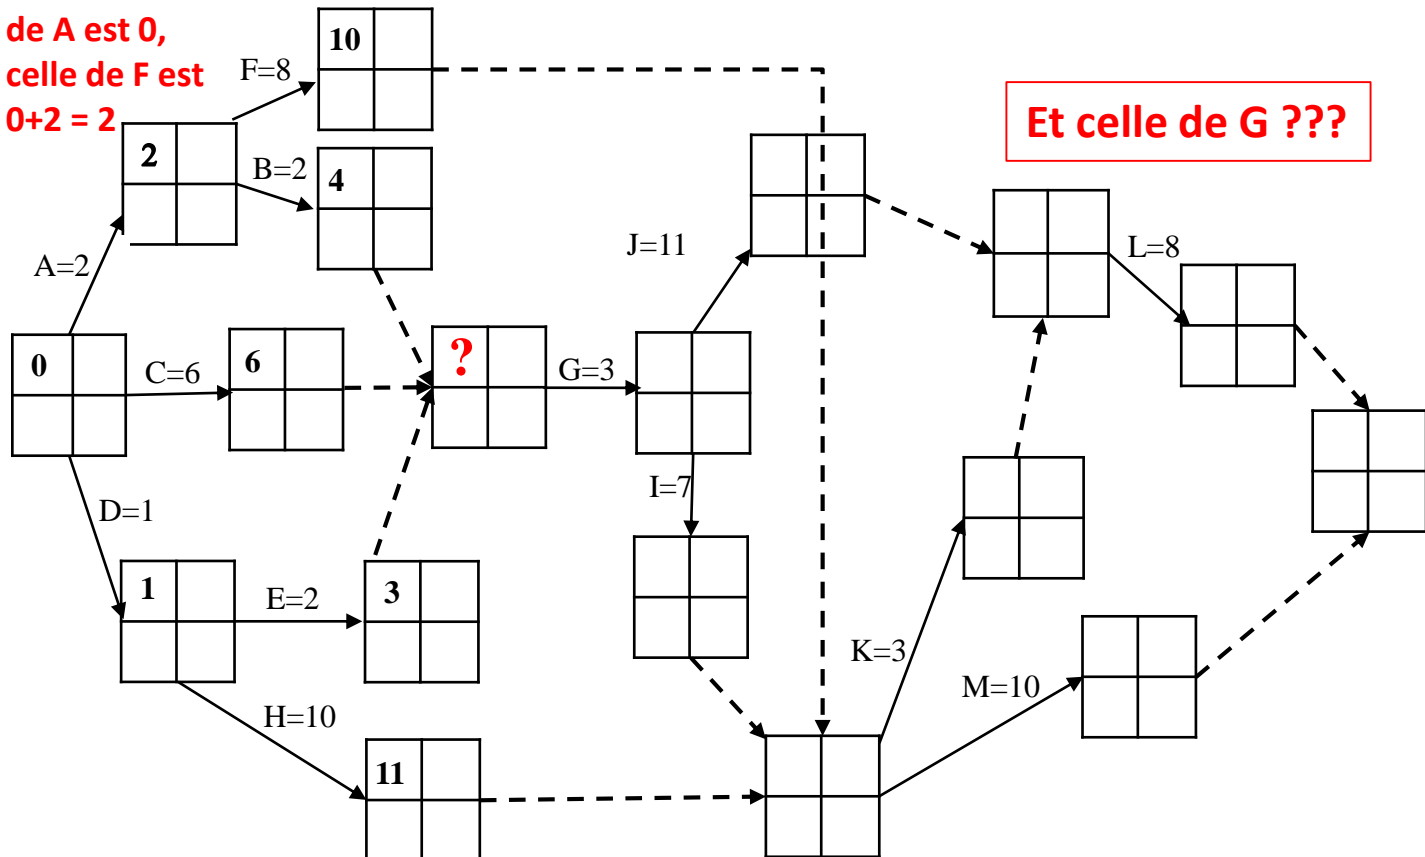 de A est 0,
celle de F est
0+2 = 2
Et celle de G ???
10
F=8
2
B=2
4
J=11
A=2
L=8
0
C=6
6
?
G=3
D=1
I=7
1
E=2
3
K=3
M=10
H=10
11